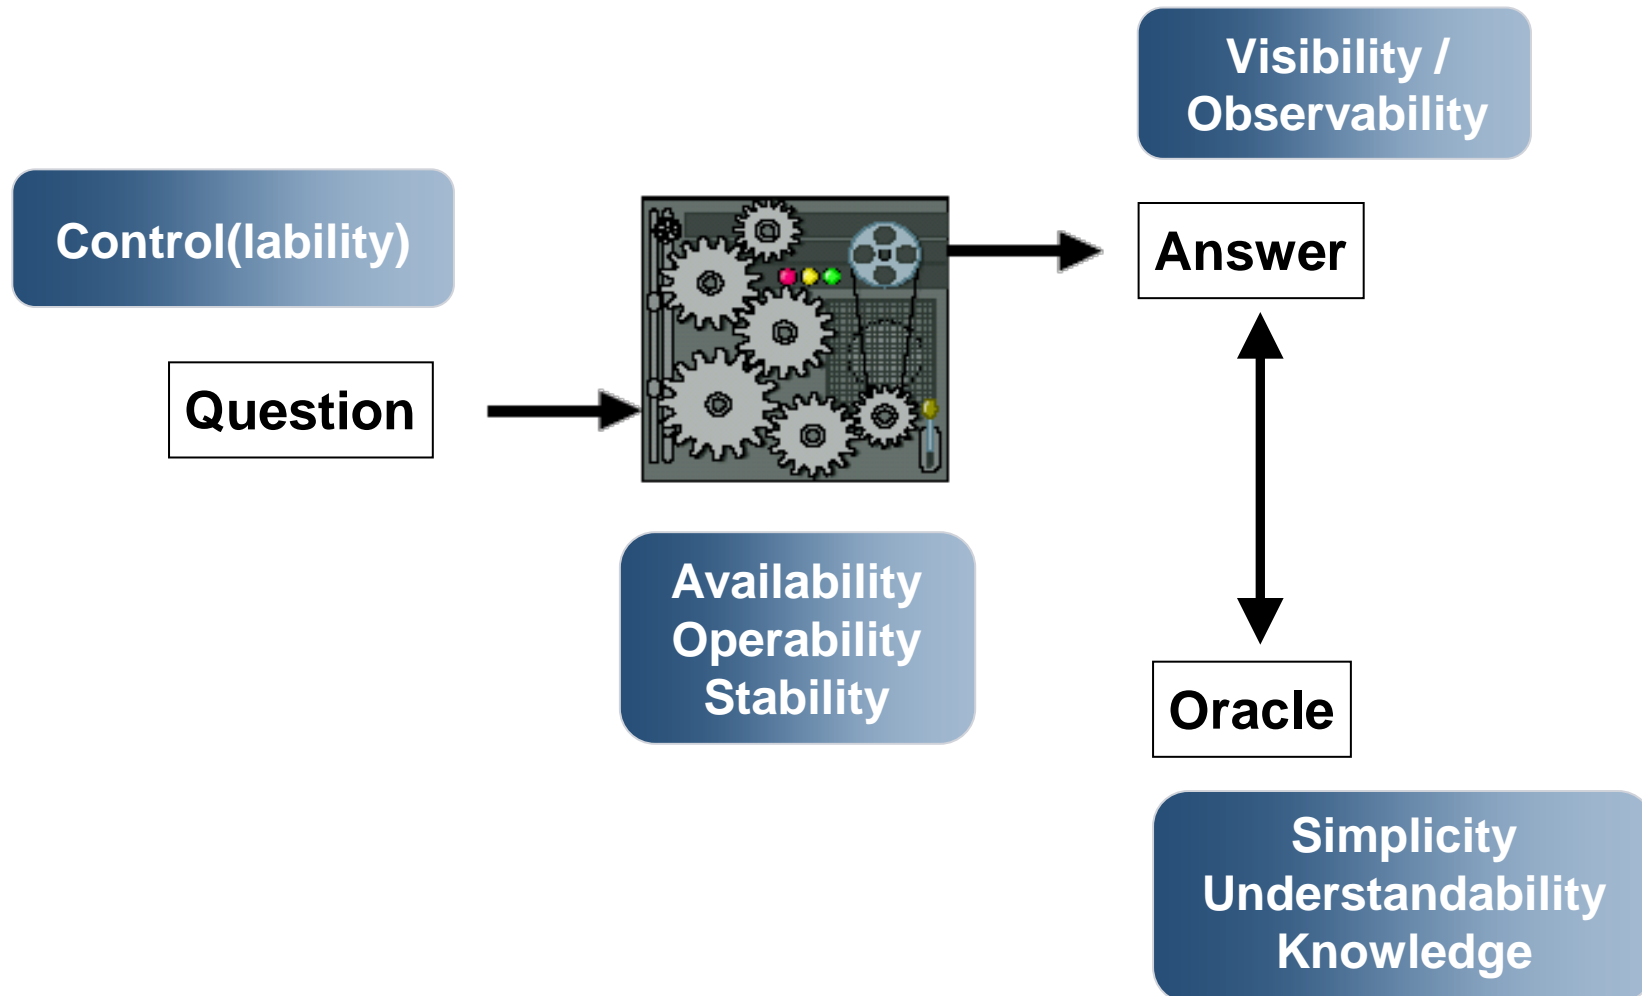 Visibility /
Observability
Control(lability)
Answer
Question
Availability
Operability
Stability
Oracle
Simplicity
Understandability
Knowledge